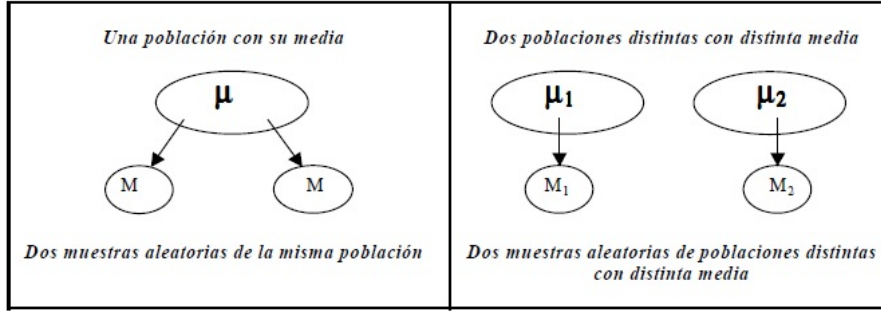 Una población con su media
μ
M
M
Dos muestras aleatorias de la misma población
Dos poblaciones distintas con distinta media
μ1
μ2
M1
M2
Dos muestras aleatorias de poblaciones distintas
con distinta media